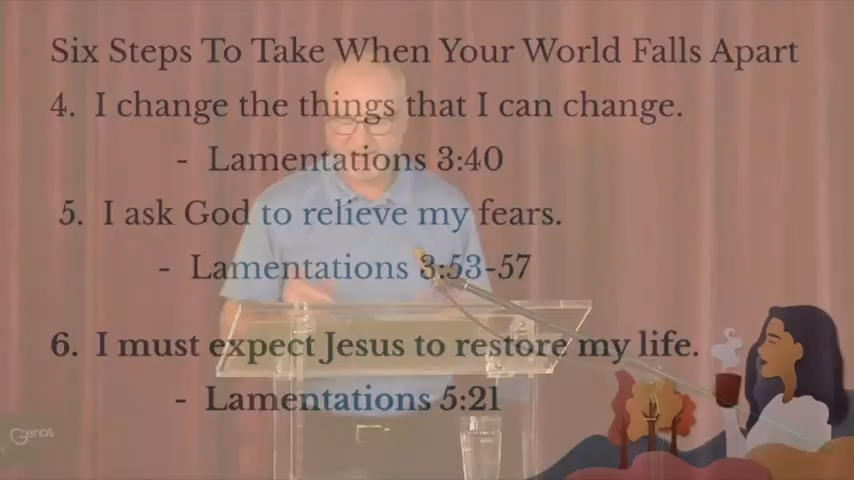 Six Steps To Take When Your World Falls Apart
4. I change the things that I can change.
- Lamentations 3:40
5. I ask God to relieve my fears.
- Lamentations 3:53-57
6. I must expect Jesus to restore my life.
- Lamentations 5:21
Genos